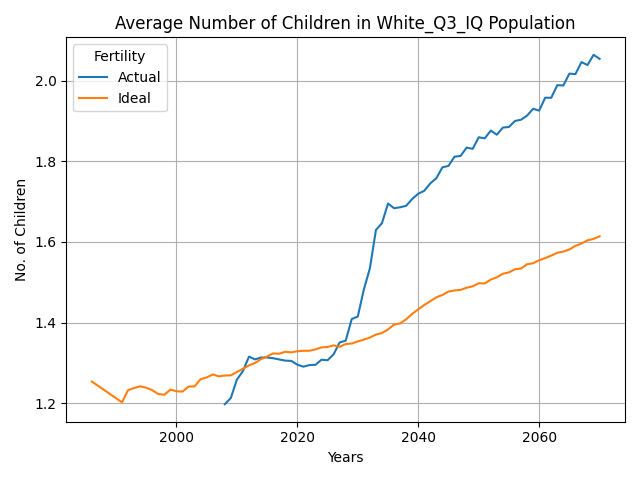 Average Number of Children in White_Q3_IQ Population
Fertility
Actual
Ideal
No. of Children
2.0
1.8
1.6
1.4
1.2
2000
2020
2040
2060
Years